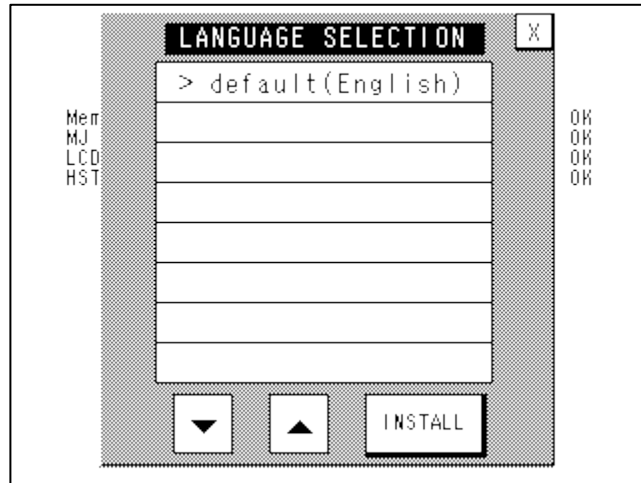 LANGUAGE SELECTION X
> default(English)
Mem OK
MJ OK
LCD OK
HST OK
INSTALL